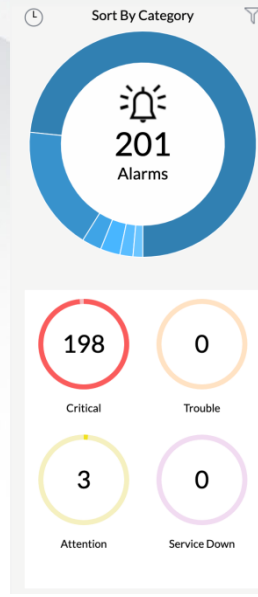 Sort By Category
201
Alarms
198
0
Critical
Trouble
3
0
Attention
Service Down